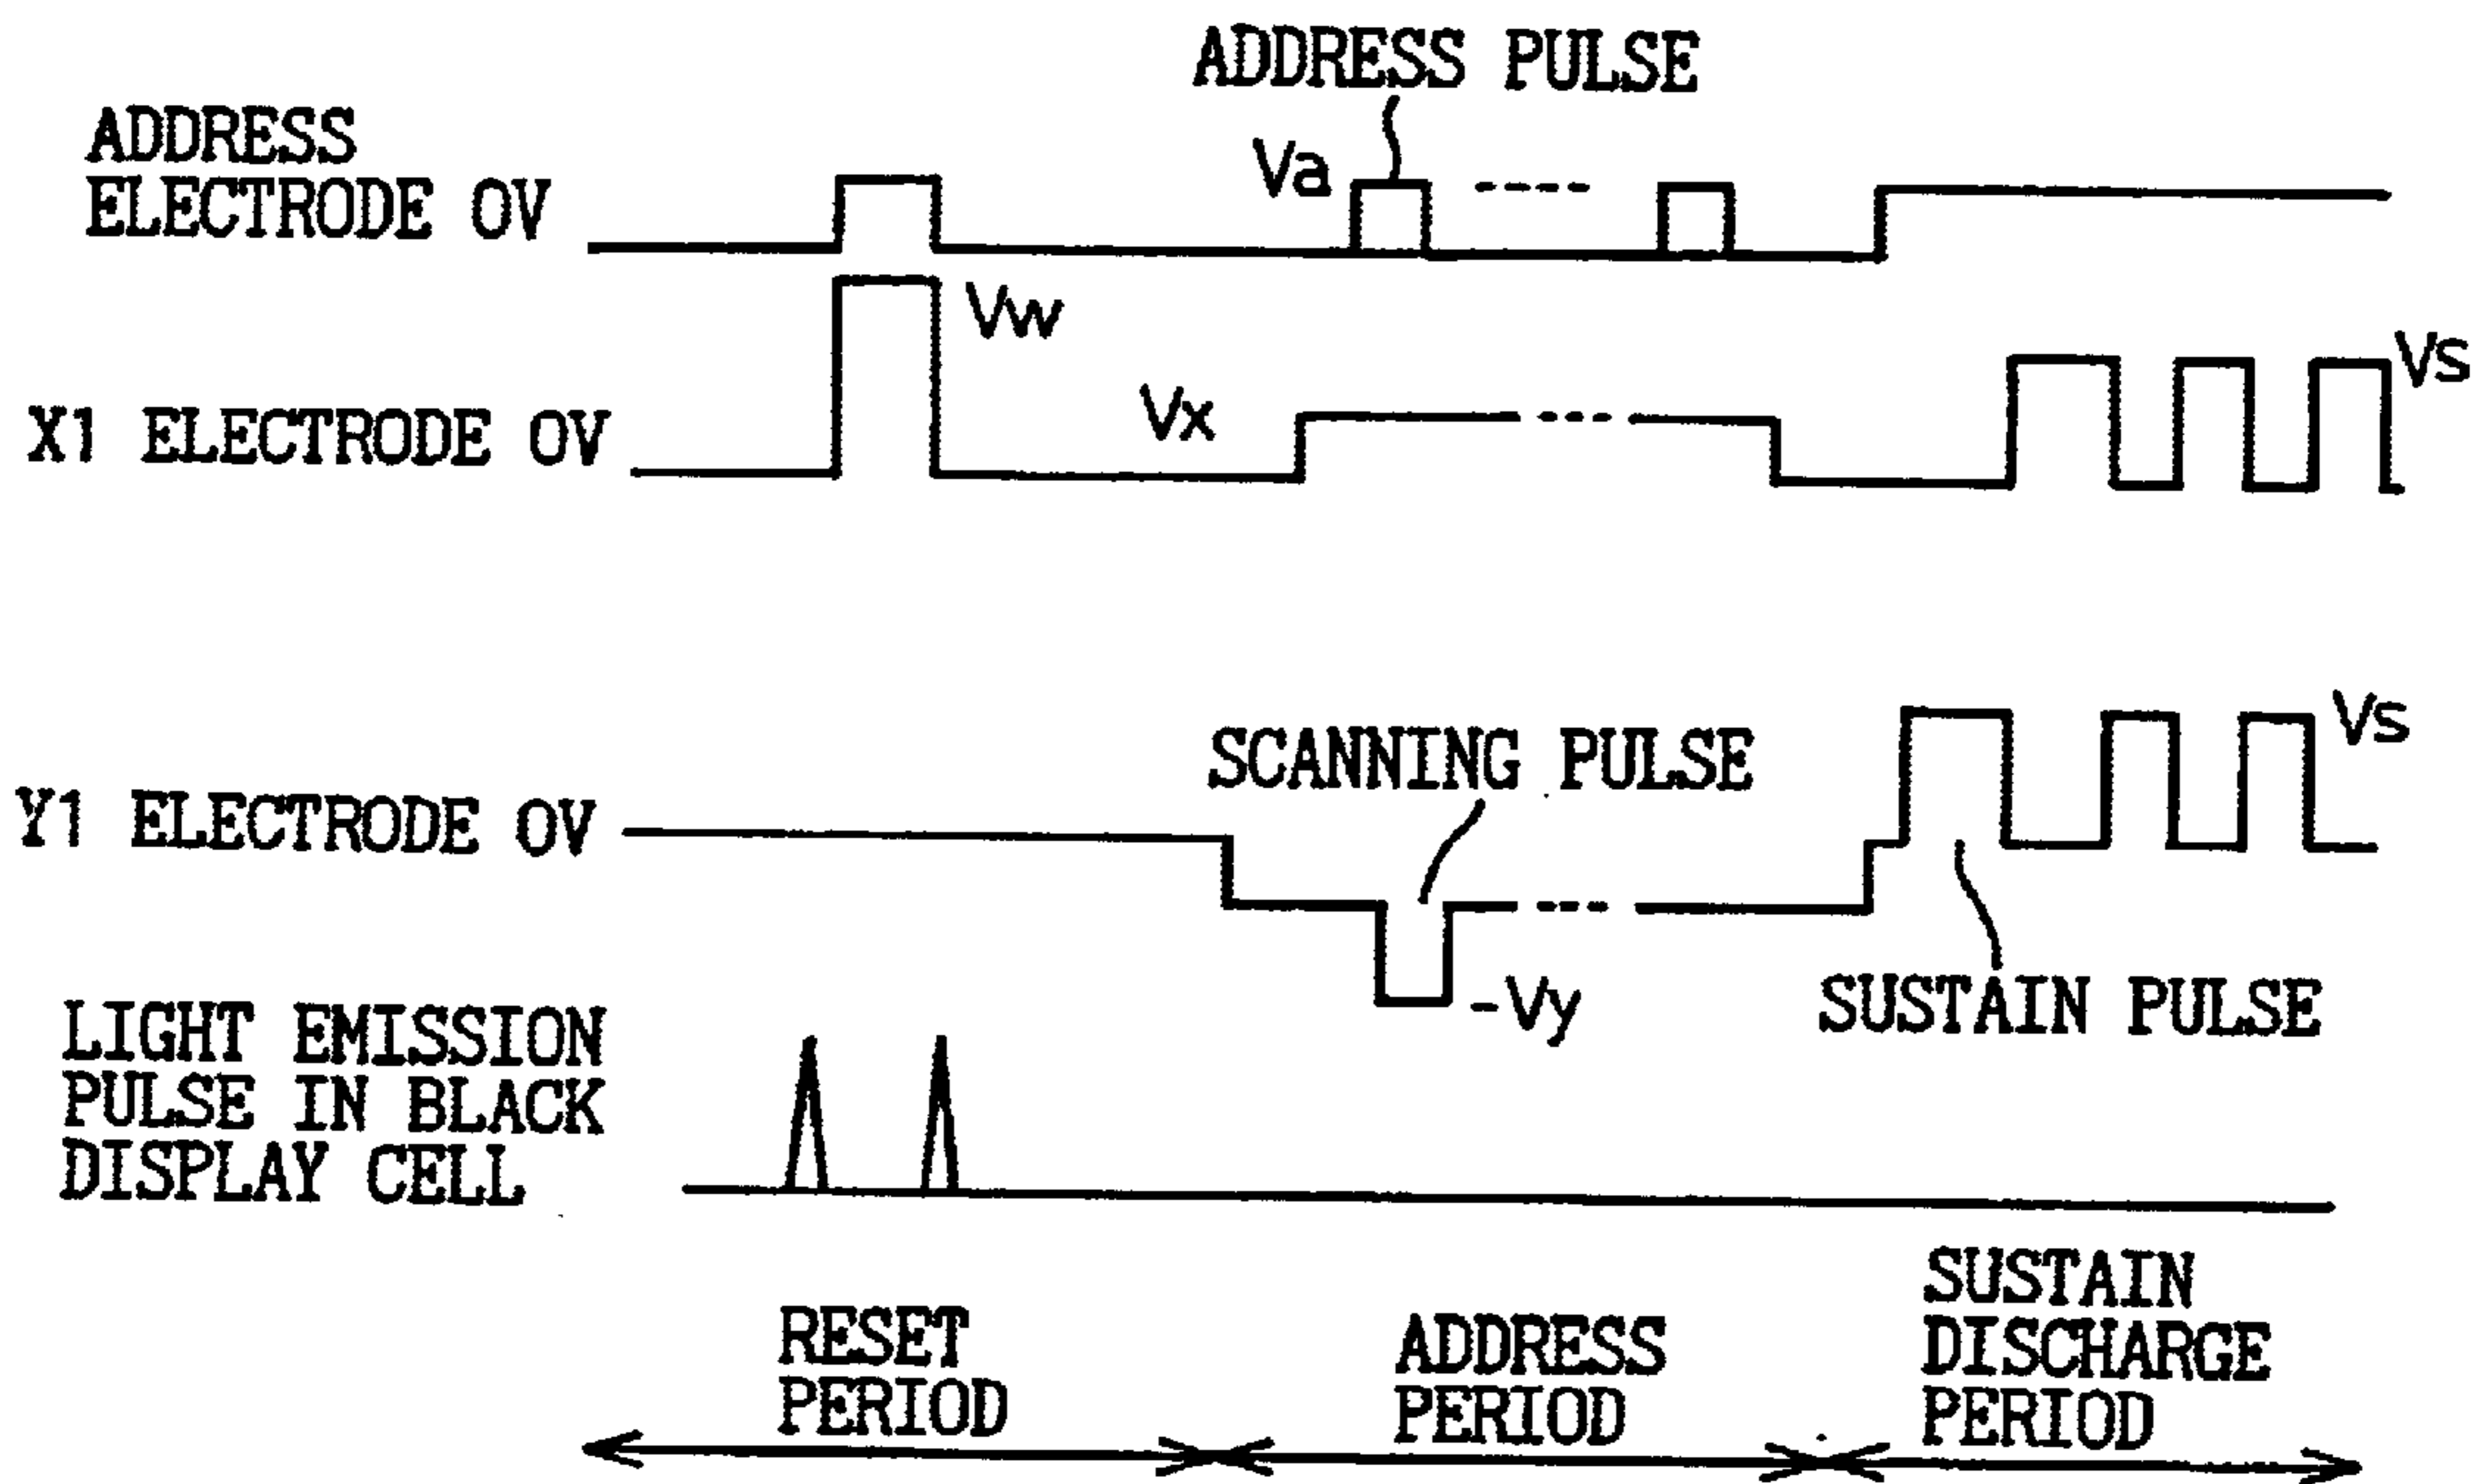 ADDRESS PULSE
ADDRESS
ELECTRODE 0V
Va
Vw
Vs
Vx
X1 ELECTRODE 0V
Vs
SCANNING PULSE
Y1 ELECTRODE 0V
-Vy
SUSTAIN PULSE
LIGHT EMISSION
PULSE IN BLACK
DISPLAY CELL
RESET
PERIOD
ADDRESS
PERIOD
SUSTAIN
DISCHARGE
PERIOD